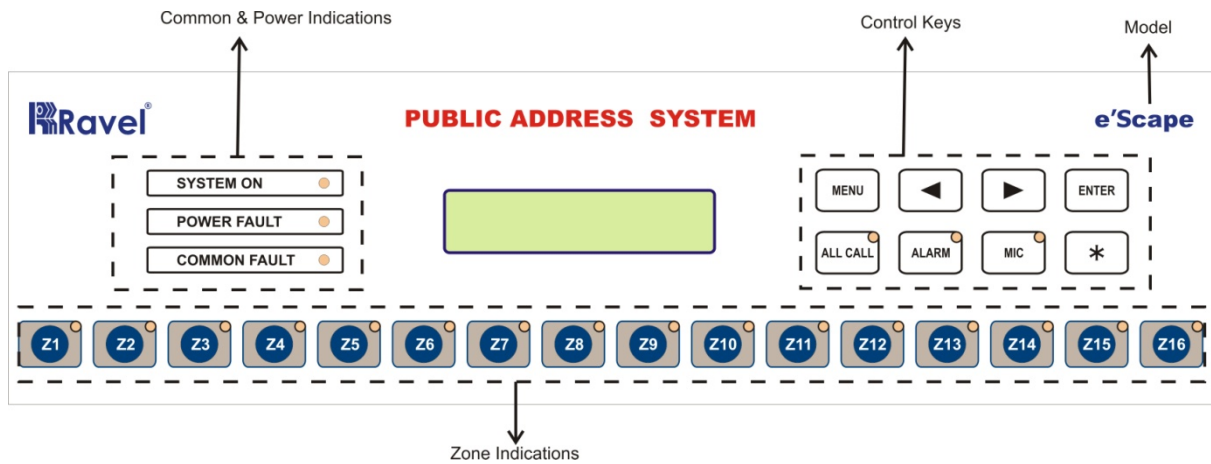 Common & Power Indications
Control Keys
Model
Ravel®
PUBLIC ADDRESS SYSTEM
e'Scape
SYSTEM ON
POWER FAULT
COMMON FAULT
MENU ◀ ▶ ENTER
ALL CALL ALARM MIC *
Z1 Z2 Z3 Z4 Z5 Z6 Z7 Z8 Z9 Z10 Z11 Z12 Z13 Z14 Z15 Z16
Zone Indications